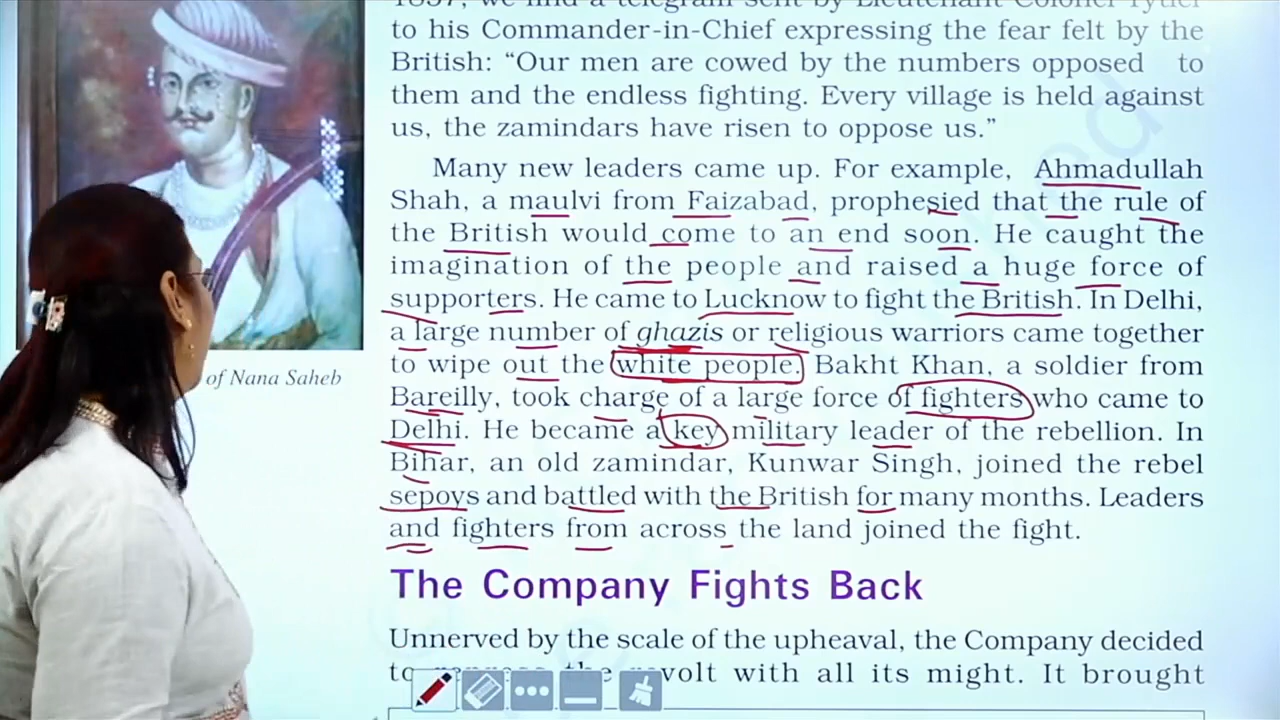 to his Commander-in-Chief expressing the fear felt by the
British: “Our men are cowed by the numbers opposed to
them and the endless fighting. Every village is held against
us, the zamindars have risen to oppose us.”
Many new leaders came up. For example, Ahmadullah
Shah, a maulvi from Faizabad, prophesied that the rule of
the British would come to an end soon. He caught the
imagination of the people and raised a huge force of
supporters. He came to Lucknow to fight the British. In Delhi,
a large number of ghazis or religious warriors came together
to wipe out the white people. Bakht Khan, a soldier from
of Nana Saheb
Bareilly, took charge of a large force of fighters who came to
Delhi. He became a key military leader of the rebellion. In
Bihar, an old zamindar, Kunwar Singh, joined the rebel
sepoys and battled with the British for many months. Leaders
and fighters from across the land joined the fight.
The Company Fights Back
Unnerved by the scale of the upheaval, the Company decided
the revolt with all its might. It brought